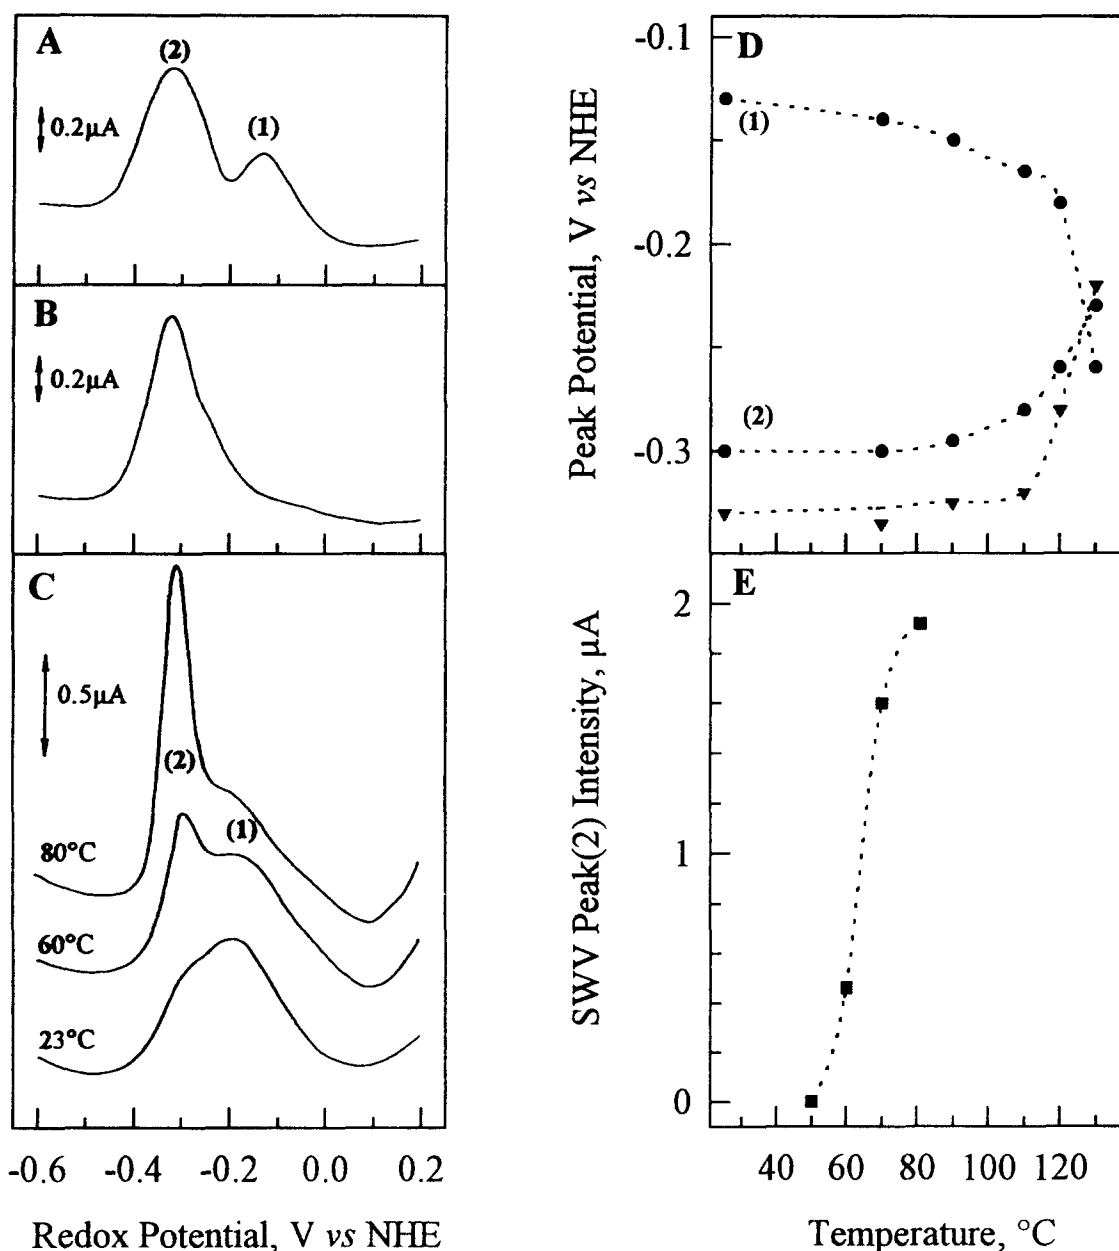 A
(2)
(1)
0.2μA
B
0.2μA
C
0.5μA
(2)
(1)
80°C
60°C
23°C
-0.6 -0.4 -0.2 0.0 0.2
Redox Potential, V vs NHE
D
-0.1
-0.2
-0.3
(1)
(2)
Peak Potential, V vs NHE
E
2
1
0
SWV Peak(2) Intensity, μA
40 60 80 100 120
Temperature, °C